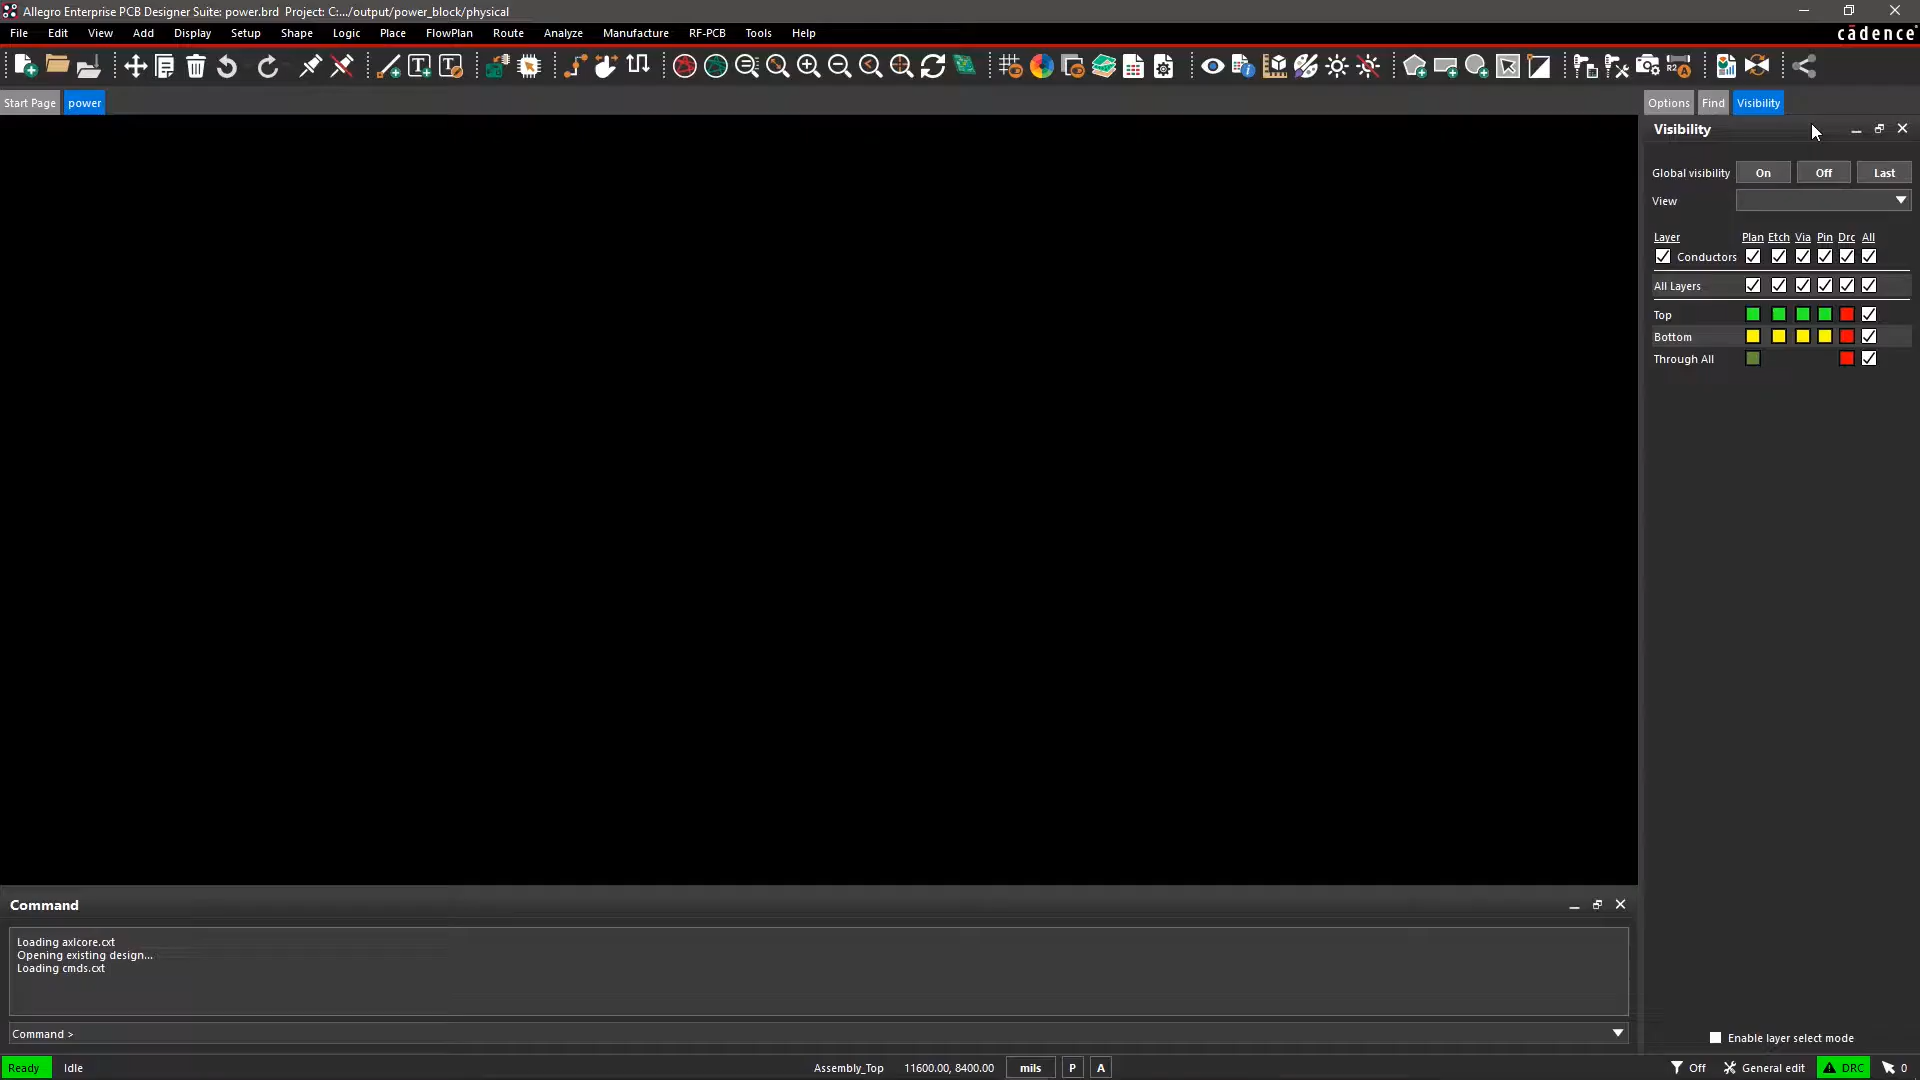 Allegro Enterprise PCB Designer Suite: power.brd  Project: C:.../output/power_block/physical
File Edit View Add Display Setup Shape Logic Place FlowPlan Route Analyze Manufacture RF-PCB Tools Help
cādence
Start Page power
Options Find Visibility
Visibility
Global visibility On Off Last
View
Layer Plan Etch Via Pin Drc All
Conductors
All Layers
Top
Bottom
Through All
Command
Loading axlcore.cxt
Opening existing design...
Loading cmds.cxt
Command >
Enable layer select mode
Ready Idle Assembly_Top 11600.00, 8400.00 mils P A Off General edit DRC 0